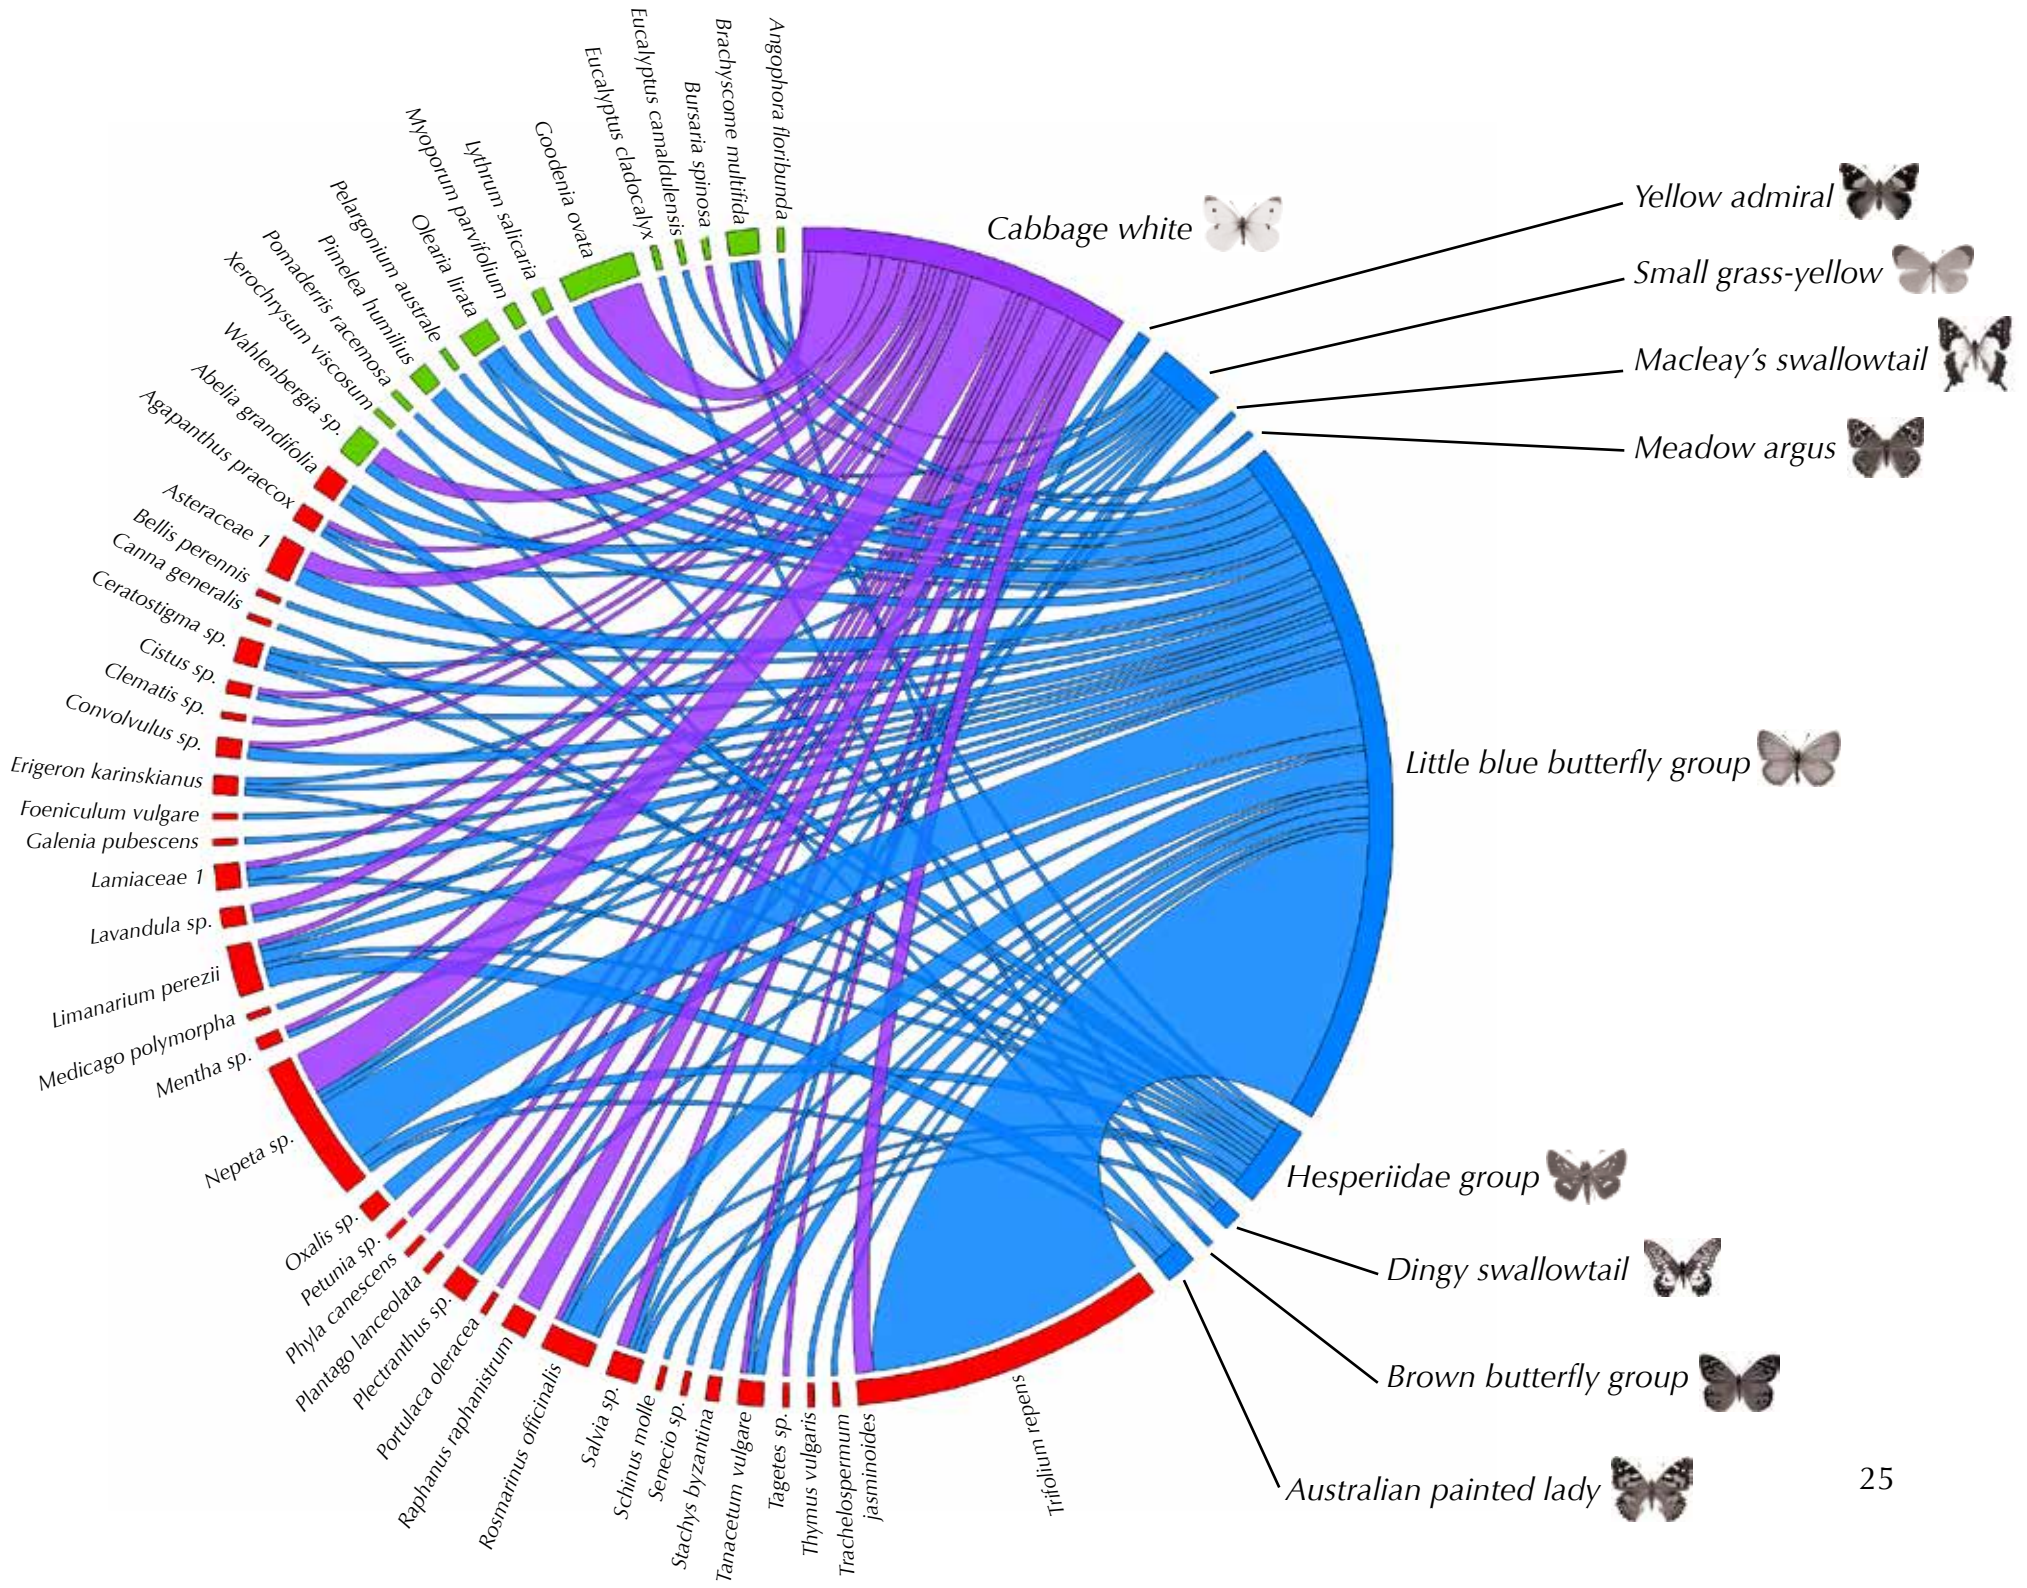 Angophora floribunda
Brachyscome multifida
Bursaria spinosa
Eucalyptus camaldulensis
Eucalyptus cladocalyx
Goodenia ovata
Lythrum salicaria
Myoporum parvifolium
Olearia lirata
Pelargonium australe
Pimelea humilius
Pomaderris racemosa
Xerochrysum viscosum
Wahlenbergia sp.
Abelia grandifolia
Agapanthus praecox
Asteraceae 1
Bellis perennis
Canna generalis
Ceratostigma sp.
Cistus sp.
Clematis sp.
Convolvulus sp.
Erigeron karinskianus
Foeniculum vulgare
Galenia pubescens
Lamiaceae 1
Lavandula sp.
Limanarium perezii
Medicago polymorpha
Mentha sp.
Nepeta sp.
Oxalis sp.
Petunia sp.
Phyla canescens
Plantago lanceolata
Plectranthus sp.
Portulaca oleracea
Raphanus raphanistrum
Rosmarinus officinalis
Salvia sp.
Schinus molle
Senecio sp.
Stachys byzantina
Tanacetum vulgare
Tagetes sp.
Thymus vulgaris
Trachelospermum
jasminoides
Trifolium repens
Cabbage white
Yellow admiral
Small grass-yellow
Macleay's swallowtail
Meadow argus
Little blue butterfly group
Hesperiidae group
Dingy swallowtail
Brown butterfly group
Australian painted lady
25